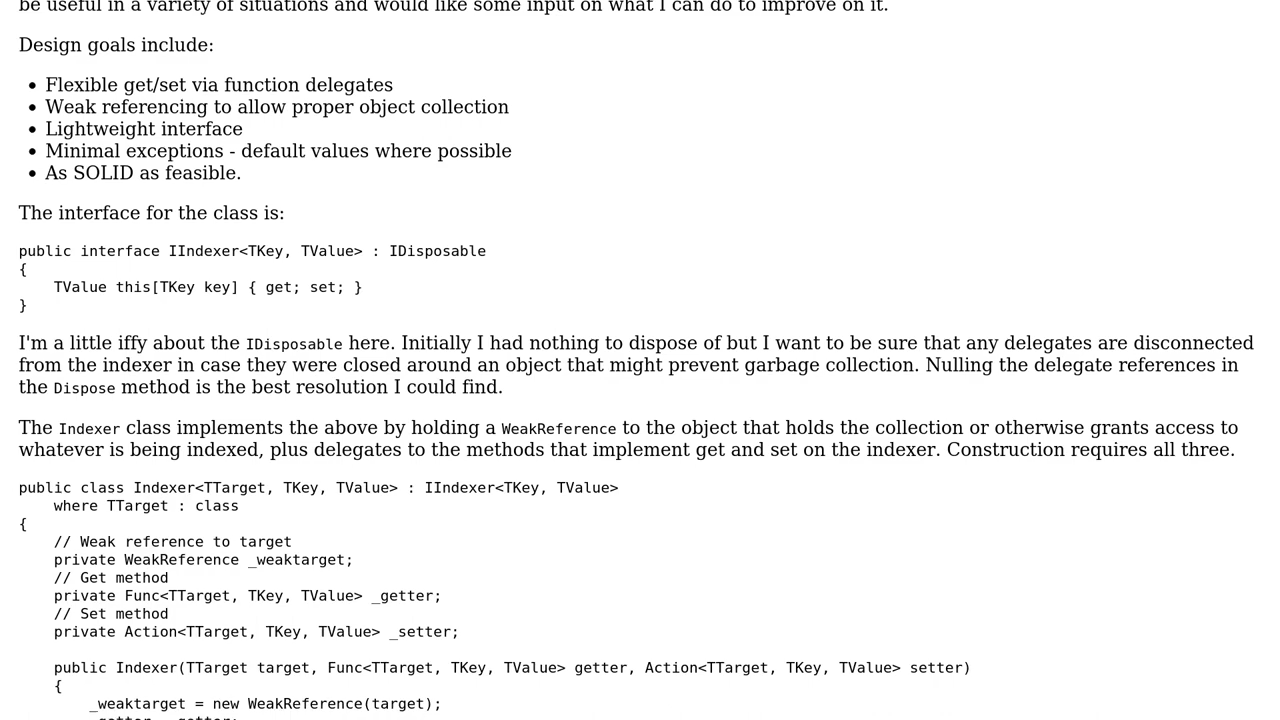 be useful in a variety of situations and would like some input on what I can do to improve on it.
Design goals include:
• Flexible get/set via function delegates
• Weak referencing to allow proper object collection
• Lightweight interface
• Minimal exceptions - default values where possible
• As SOLID as feasible.
The interface for the class is:
public interface IIndexer<TKey, TValue> : IDisposable
{
    TValue this[TKey key] { get; set; }
}
I'm a little iffy about the IDisposable here. Initially I had nothing to dispose of but I want to be sure that any delegates are disconnected
from the indexer in case they were closed around an object that might prevent garbage collection. Nulling the delegate references in
the Dispose method is the best resolution I could find.
The Indexer class implements the above by holding a WeakReference to the object that holds the collection or otherwise grants access to
whatever is being indexed, plus delegates to the methods that implement get and set on the indexer. Construction requires all three.
public class Indexer<TTarget, TKey, TValue> : IIndexer<TKey, TValue>
    where TTarget : class
{
    // Weak reference to target
    private WeakReference _weaktarget;
    // Get method
    private Func<TTarget, TKey, TValue> _getter;
    // Set method
    private Action<TTarget, TKey, TValue> _setter;
    public Indexer(TTarget target, Func<TTarget, TKey, TValue> getter, Action<TTarget, TKey, TValue> setter)
    {
        _weaktarget = new WeakReference(target);
        _getter = getter;